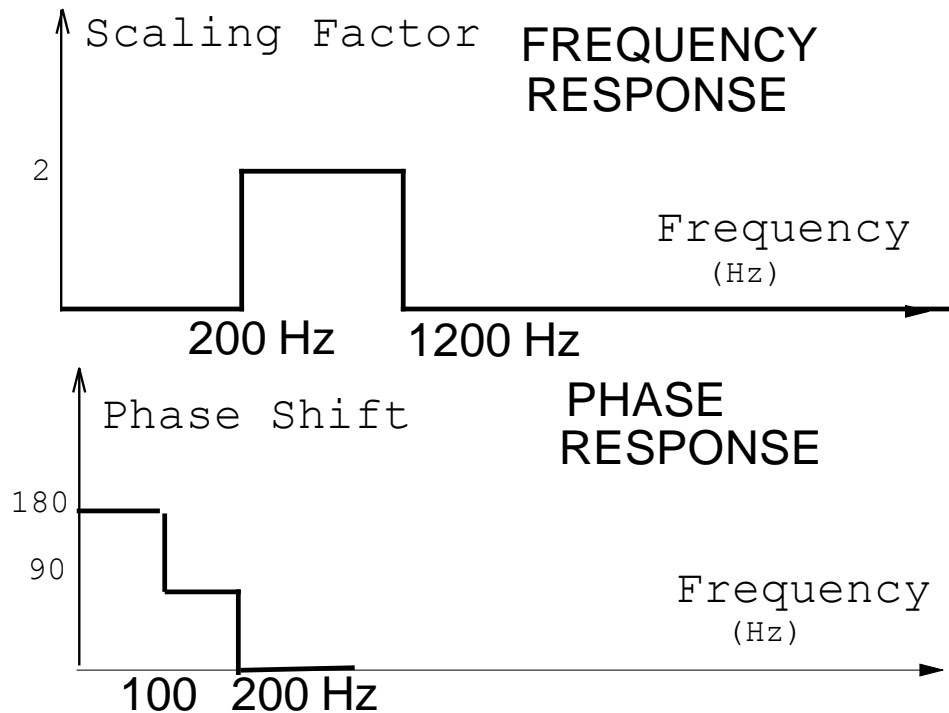 Scaling Factor
FREQUENCY
RESPONSE
2
Frequency
(Hz)
200 Hz
1200 Hz
Phase Shift
PHASE
RESPONSE
180
90
Frequency
(Hz)
100
200 Hz